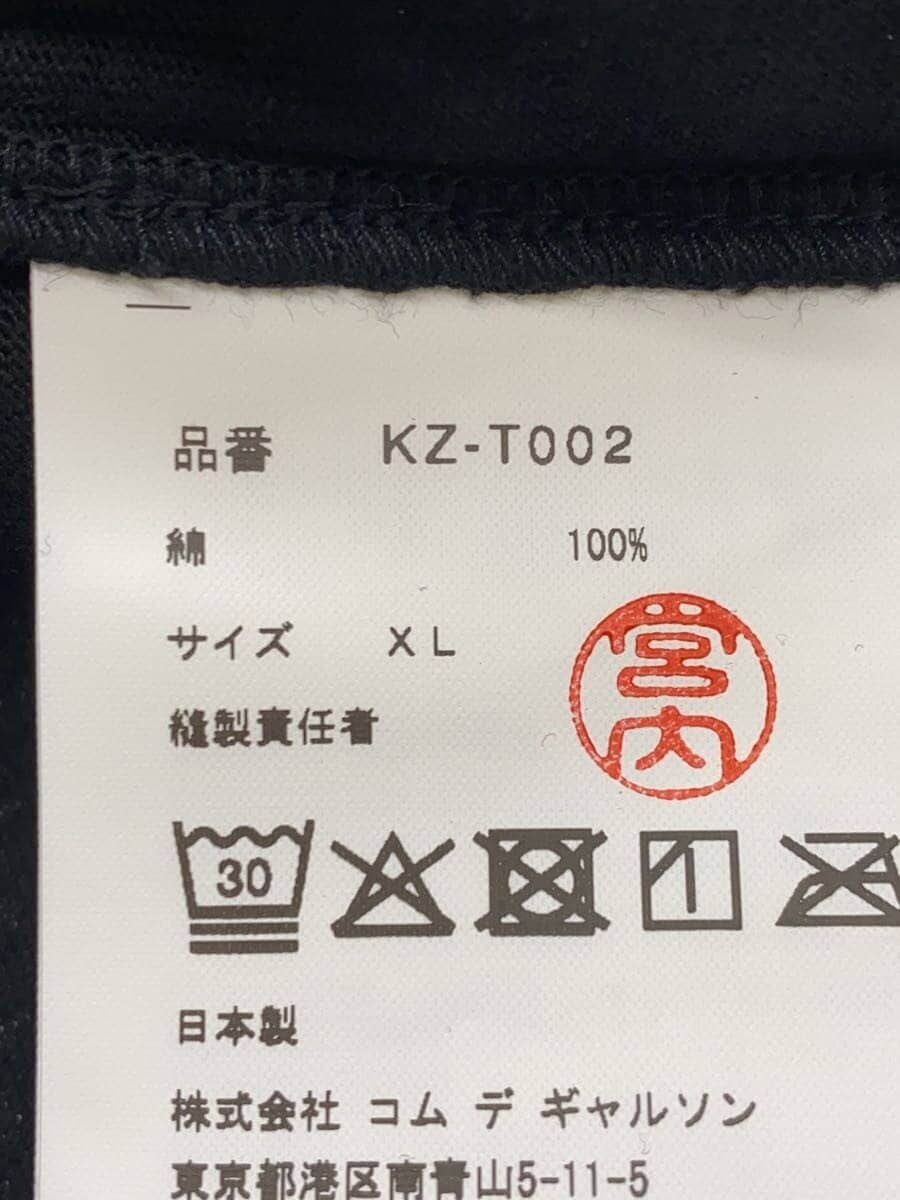 品番 KZ-T002
綿 100%
サイズ XL
縫製責任者 宮内
30
日本製
株式会社 コム デ ギャルソン
東京都港区南青山5-11-5